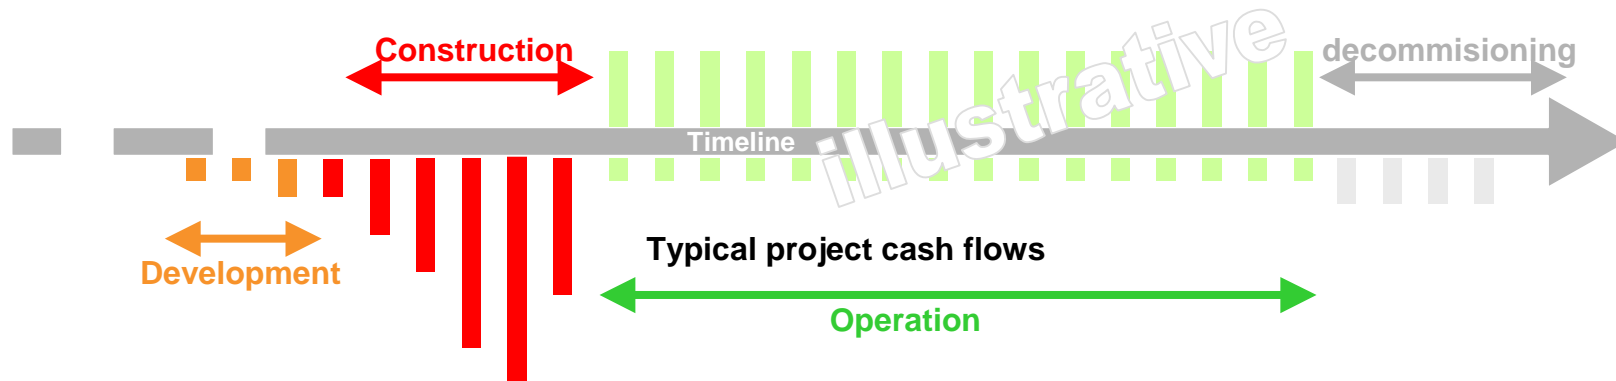 Construction
illustrative
decommisioning
Timeline
Typical project cash flows
Development
Operation